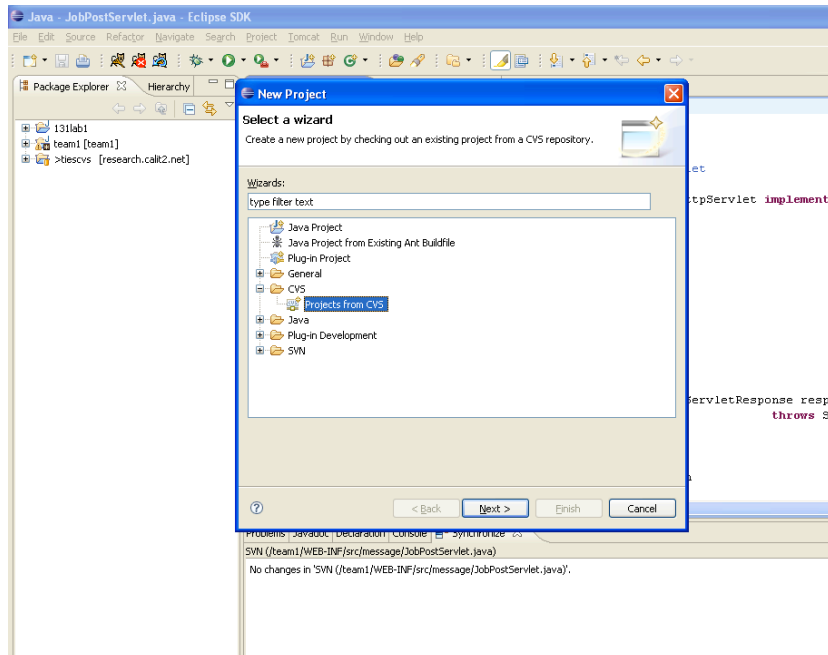 Java - JobPostServlet.java - Eclipse SDK
File Edit Source Refactor Navigate Search Project Tomcat Run Window Help
Package Explorer Hierarchy
131lab1
team1 [team1]
>tiescvs [research.calit2.net]
New Project
Select a wizard
Create a new project by checking out an existing project from a CVS repository.
Wizards:
type filter text
Java Project
Java Project from Existing Ant Buildfile
Plug-in Project
General
CVS
Projects from CVS
Java
Plug-in Development
SVN
< Back Next > Finish Cancel
let
ttpServlet implement
ServletResponse resp
throws S
Problems Javadoc Declaration Console Synchronize
SVN (/team1/WEB-INF/src/message/JobPostServlet.java)
No changes in 'SVN (/team1/WEB-INF/src/message/JobPostServlet.java)'.